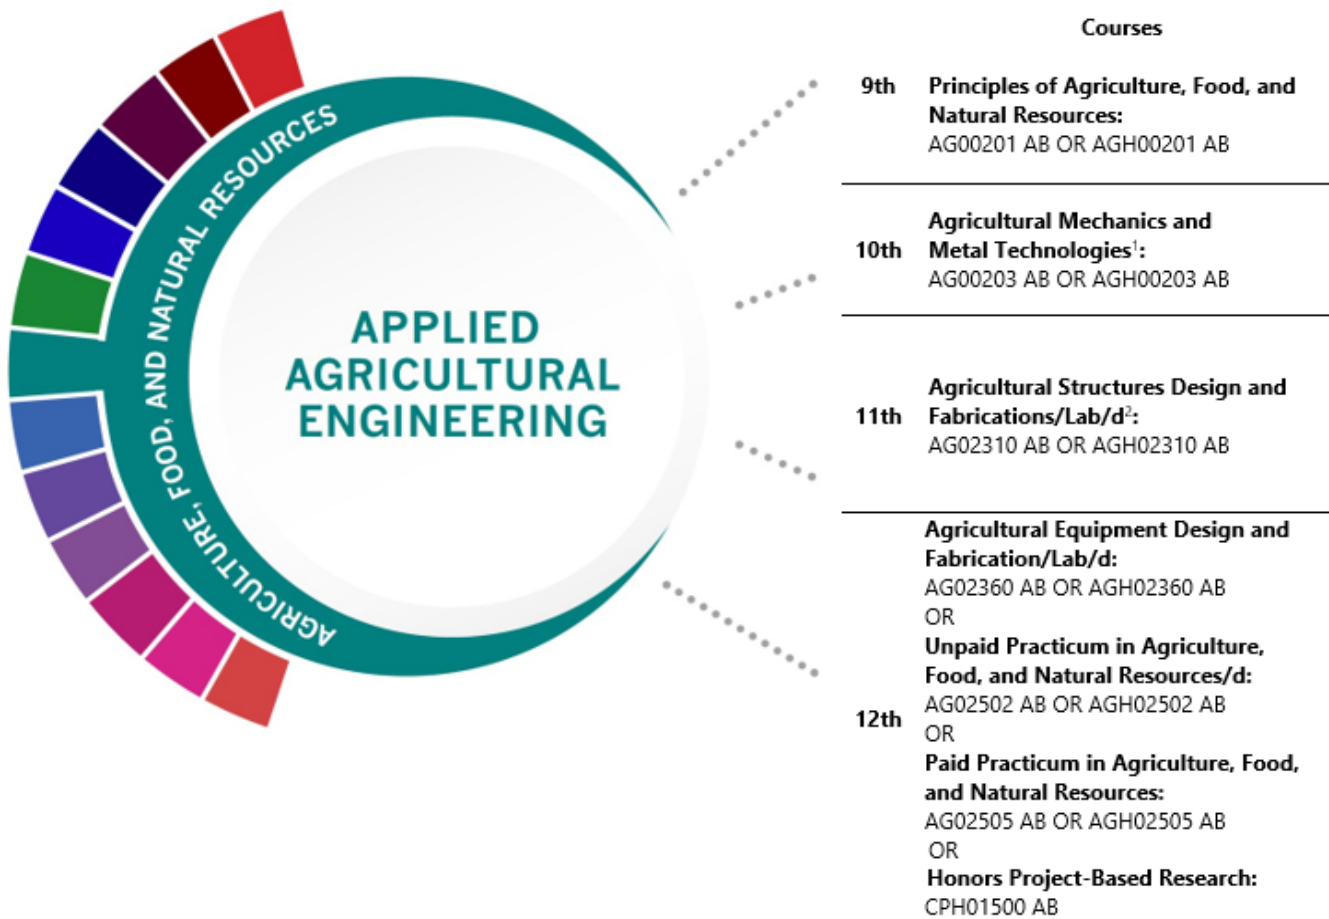 AGRICULTURE, FOOD, AND NATURAL RESOURCES
APPLIED
AGRICULTURAL
ENGINEERING
Courses
9th
Principles of Agriculture, Food, and
Natural Resources:
AG00201 AB OR AGH00201 AB
10th
Agricultural Mechanics and
Metal Technologies¹:
AG00203 AB OR AGH00203 AB
11th
Agricultural Structures Design and
Fabrications/Lab/d²:
AG02310 AB OR AGH02310 AB
12th
Agricultural Equipment Design and
Fabrication/Lab/d:
AG02360 AB OR AGH02360 AB
OR
Unpaid Practicum in Agriculture,
Food, and Natural Resources/d:
AG02502 AB OR AGH02502 AB
OR
Paid Practicum in Agriculture, Food,
and Natural Resources:
AG02505 AB OR AGH02505 AB
OR
Honors Project-Based Research:
CPH01500 AB